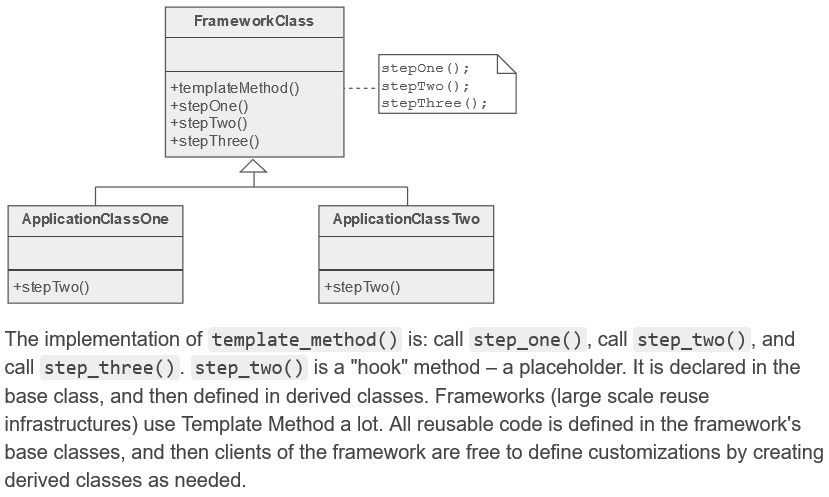 FrameworkClass
+templateMethod()
+stepOne()
+stepTwo()
+stepThree()
stepOne();
stepTwo();
stepThree();
ApplicationClassOne
+stepTwo()
ApplicationClassTwo
+stepTwo()
The implementation of template_method() is: call step_one(), call step_two(), and
call step_three(). step_two() is a "hook" method – a placeholder. It is declared in the
base class, and then defined in derived classes. Frameworks (large scale reuse
infrastructures) use Template Method a lot. All reusable code is defined in the framework's
base classes, and then clients of the framework are free to define customizations by creating
derived classes as needed.